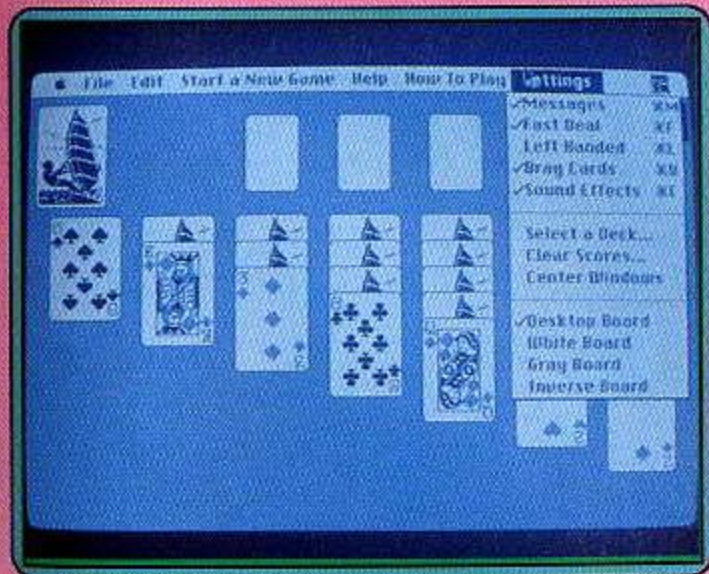 File Edit Start a New Game Help How To Play Settings
✓Messages ⌘M
✓Fast Deal ⌘F
Left Handed ⌘L
✓Drag Cards ⌘D
✓Sound Effects
Select a Deck...
Clear Scores...
Center Windows
✓Desktop Board
White Board
Gray Board
Inverse Board